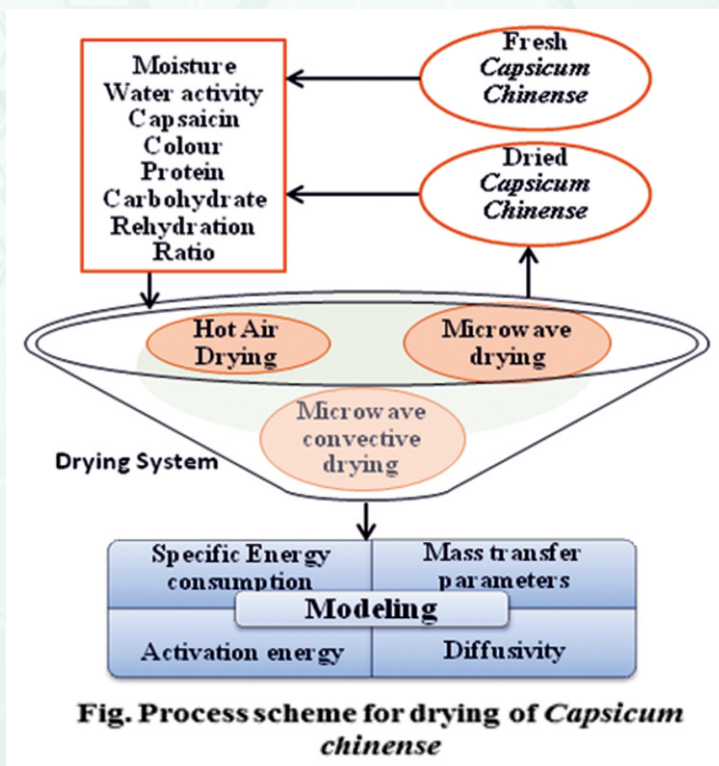 Moisture
Water activity
Capsaicin
Colour
Protein
Carbohydrate
Rehydration
Ratio
Fresh
Capsicum
Chinense
Dried
Capsicum
Chinense
Hot Air
Drying
Microwave
drying
Microwave
convective
drying
Drying System
Specific Energy
consumption
Mass transfer
parameters
Modeling
Activation energy
Diffusivity
Fig. Process scheme for drying of Capsicum
chinense